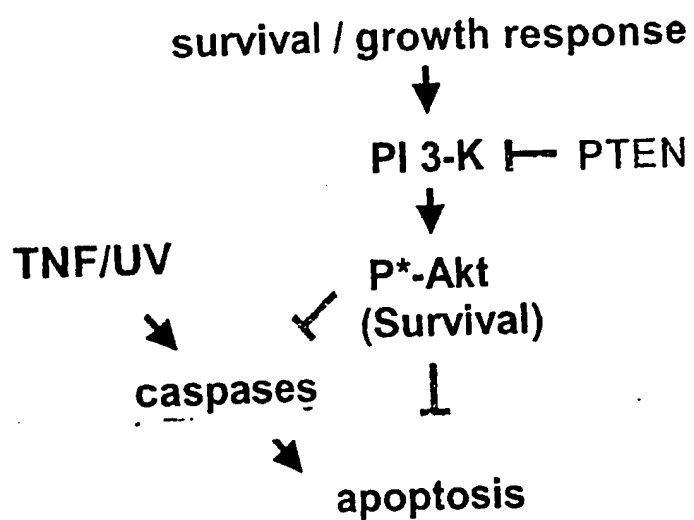 survival / growth response
PI 3-K PTEN
TNF/UV
P*-Akt
(Survival)
caspases
apoptosis